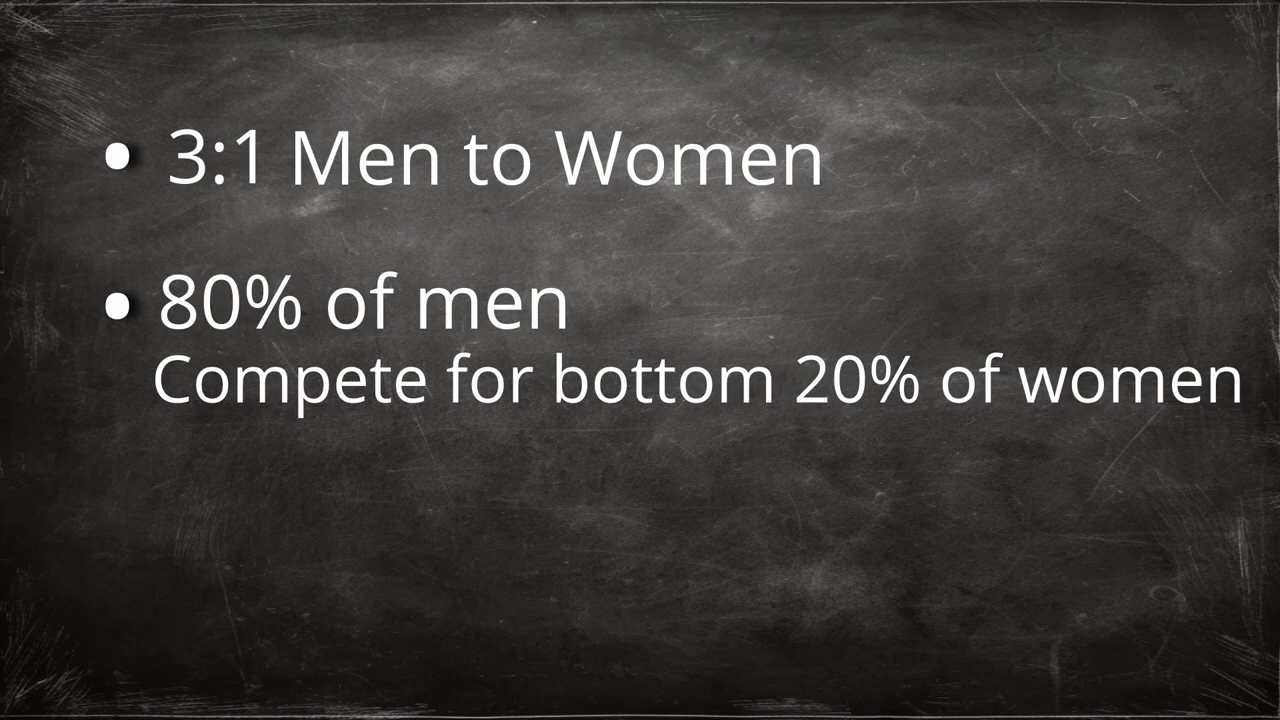 • 3:1 Men to Women
• 80% of men
Compete for bottom 20% of women